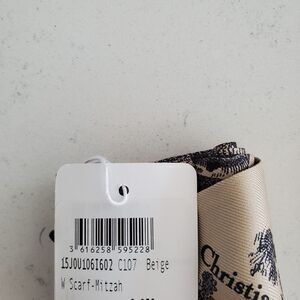 3 616258 595228
15JOU106I602 C107 Beige
W Scarf-Mitzah
Christia